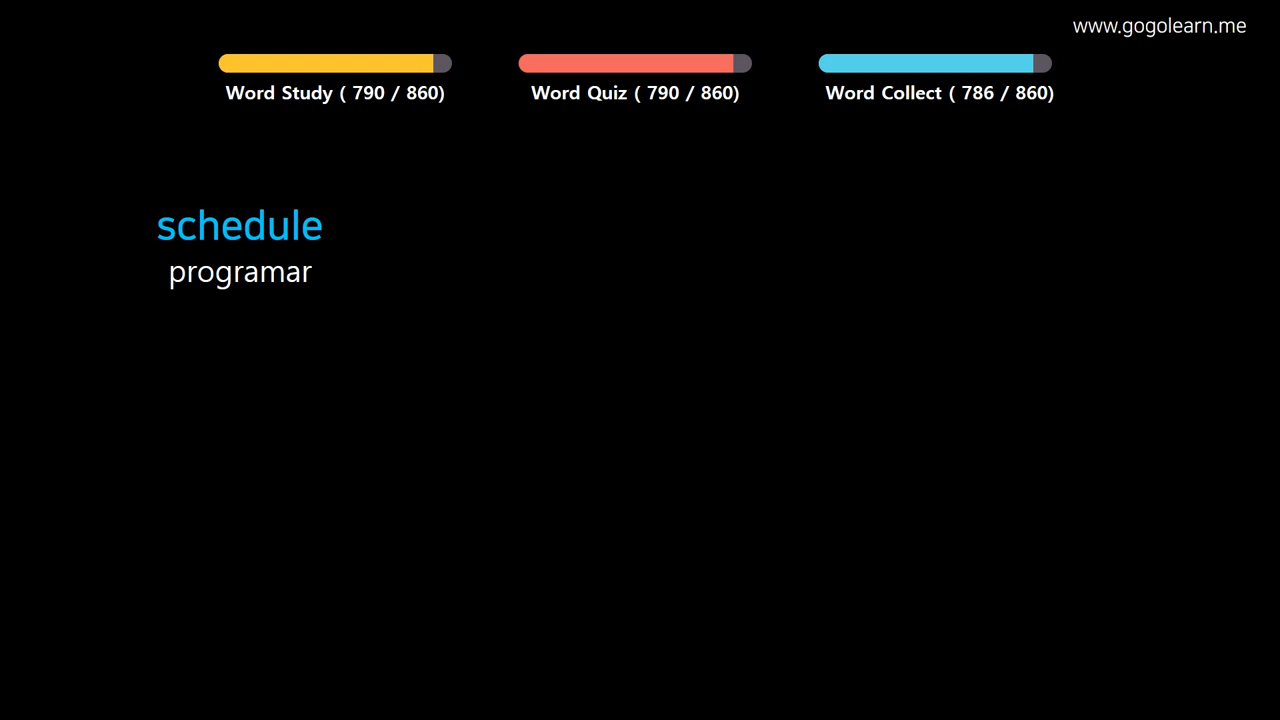 www.gogolearn.me
Word Study ( 790 / 860)
Word Quiz ( 790 / 860)
Word Collect ( 786 / 860)
schedule
programar